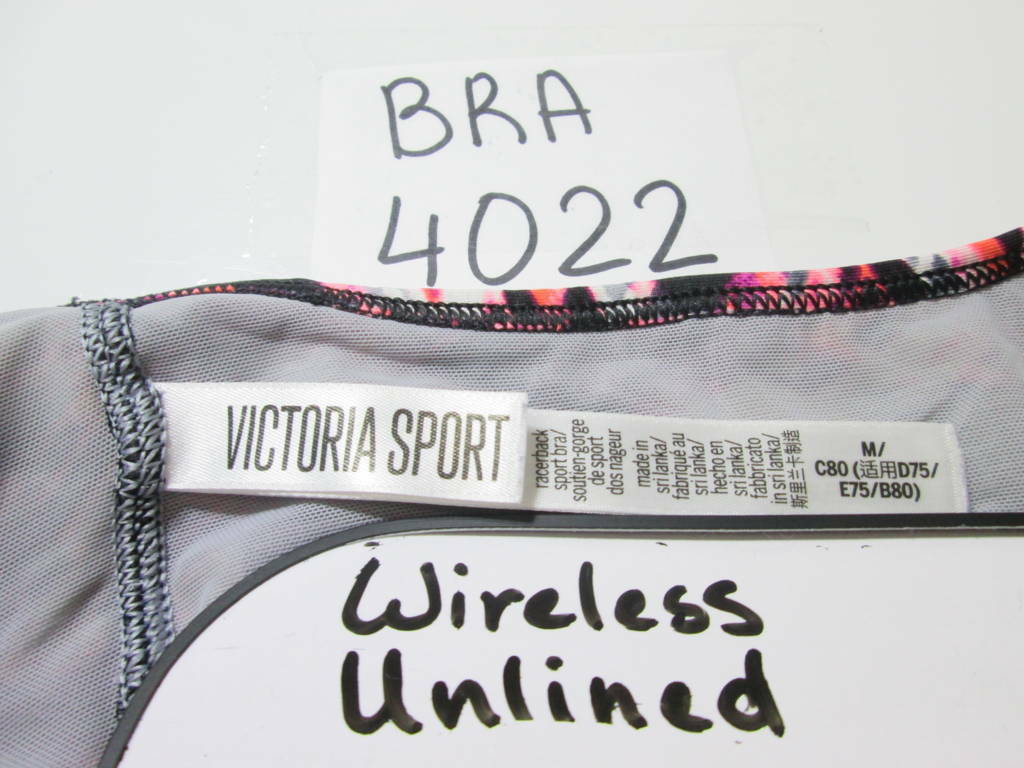 BRA
4022
VICTORIA SPORT
racerback
sport bra/
soutien-gorge
de sport
dos nageur
made in
sri lanka/
fabriqué au
sri lanka/
hecho en
sri lanka/
fabbricato
in sri lanka/
斯里兰卡制造
M/
C80 (适用D75/
E75/B80)
Wireless
Unlined